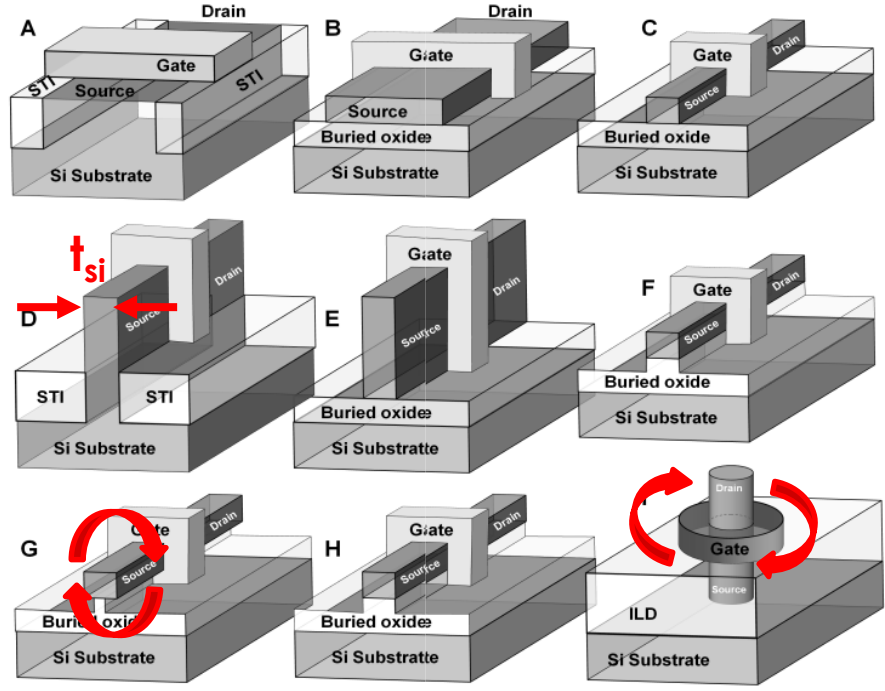 A
Drain
STI
Gate
Source
STI
Si Substrate
B
Drain
Gate
Source
Buried oxide
Si Substrate
C
Gate
Drain
Source
Buried oxide
Si Substrate
D
tsi
Drain
Source
STI
STI
Si Substrate
E
Gate
Drain
Source
Buried oxide
Si Substrate
F
Gate
Drain
Source
Buried oxide
Si Substrate
G
Gate
Drain
Source
Buried oxide
Si Substrate
H
Gate
Drain
Source
Buried oxide
Si Substrate
Drain
Gate
Source
ILD
Si Substrate